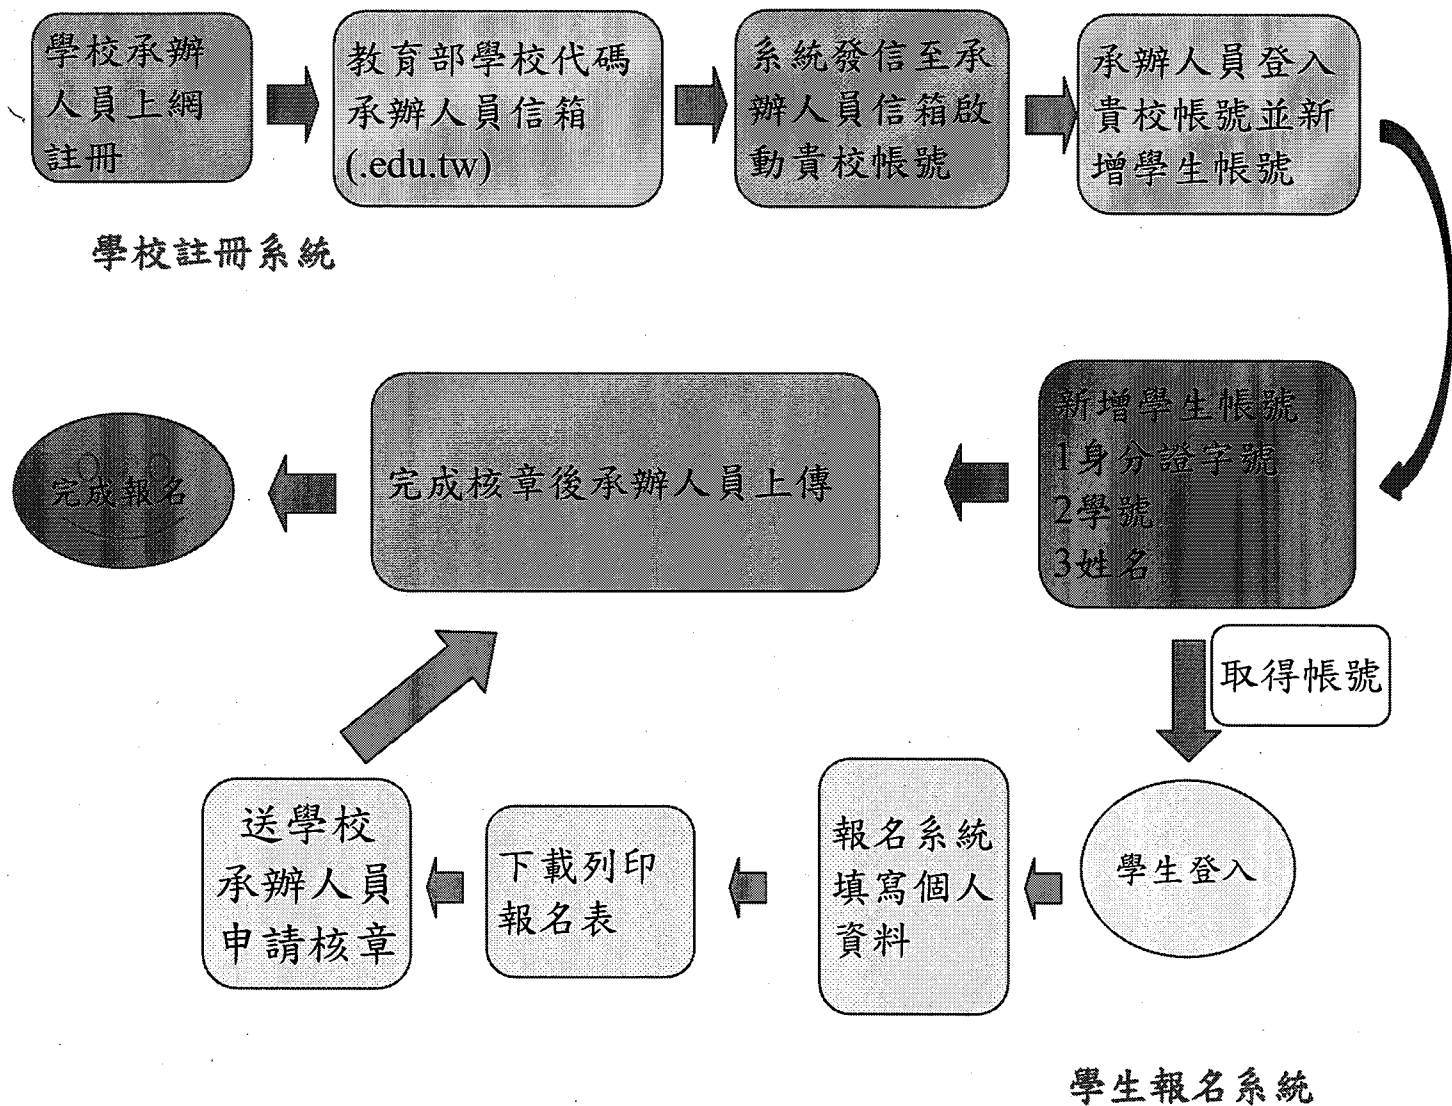 學校承辦
人員上網
註冊
教育部學校代碼
承辦人員信箱
(.edu.tw)
系統發信至承
辦人員信箱啟
動貴校帳號
承辦人員登入
貴校帳號並新
增學生帳號
學校註冊系統
新增學生帳號
1身分證字號
2學號
3姓名
完成核章後承辦人員上傳
完成報名
取得帳號
學生登入
報名系統
填寫個人
資料
下載列印
報名表
送學校
承辦人員
申請核章
學生報名系統